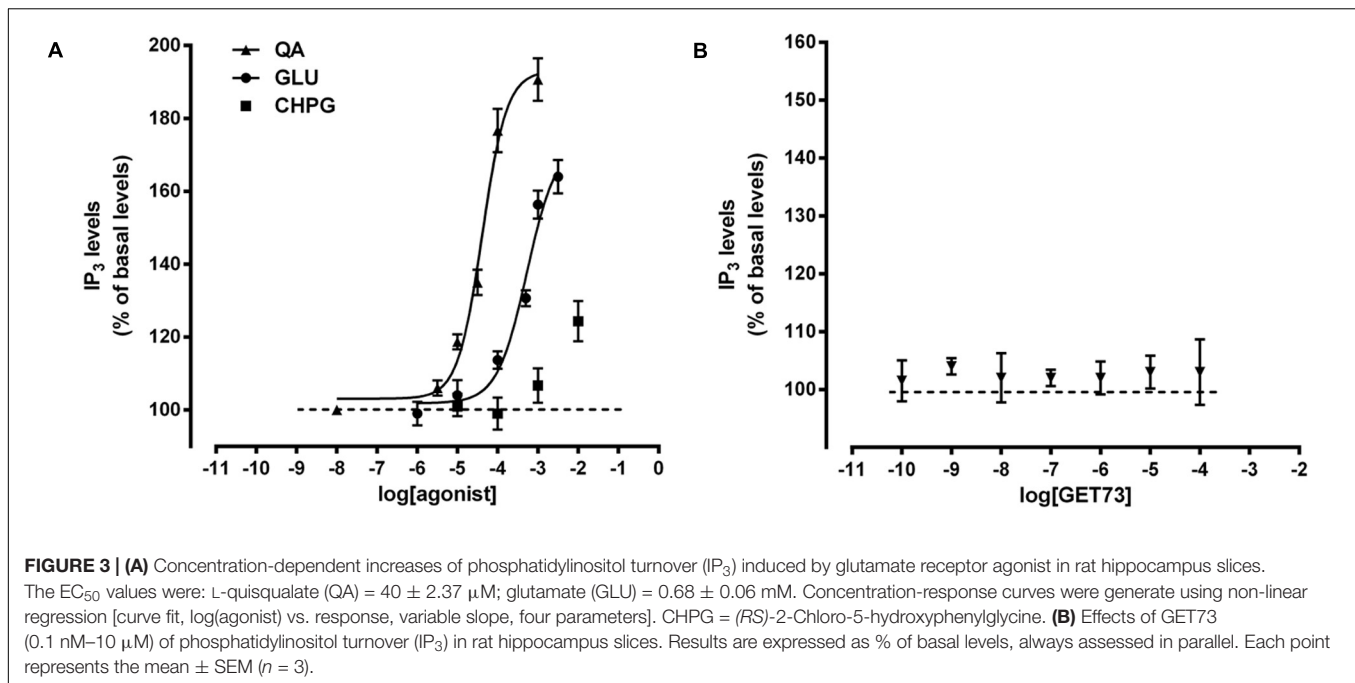 A
200
180
160
140
120
100
IP3 levels
(% of basal levels)
QA
GLU
CHPG
-11 -10 -9 -8 -7 -6 -5 -4 -3 -2 -1 0
log[agonist]
B
160
150
140
130
120
110
100
IP3 levels
(% of basal levels)
-11 -10 -9 -8 -7 -6 -5 -4 -3 -2
log[GET73]
FIGURE 3 | (A) Concentration-dependent increases of phosphatidylinositol turnover (IP3) induced by glutamate receptor agonist in rat hippocampus slices.
The EC50 values were: L-quisqualate (QA) = 40 ± 2.37 μM; glutamate (GLU) = 0.68 ± 0.06 mM. Concentration-response curves were generate using non-linear
regression [curve fit, log(agonist) vs. response, variable slope, four parameters]. CHPG = (RS)-2-Chloro-5-hydroxyphenylglycine. (B) Effects of GET73
(0.1 nM–10 μM) of phosphatidylinositol turnover (IP3) in rat hippocampus slices. Results are expressed as % of basal levels, always assessed in parallel. Each point
represents the mean ± SEM (n = 3).